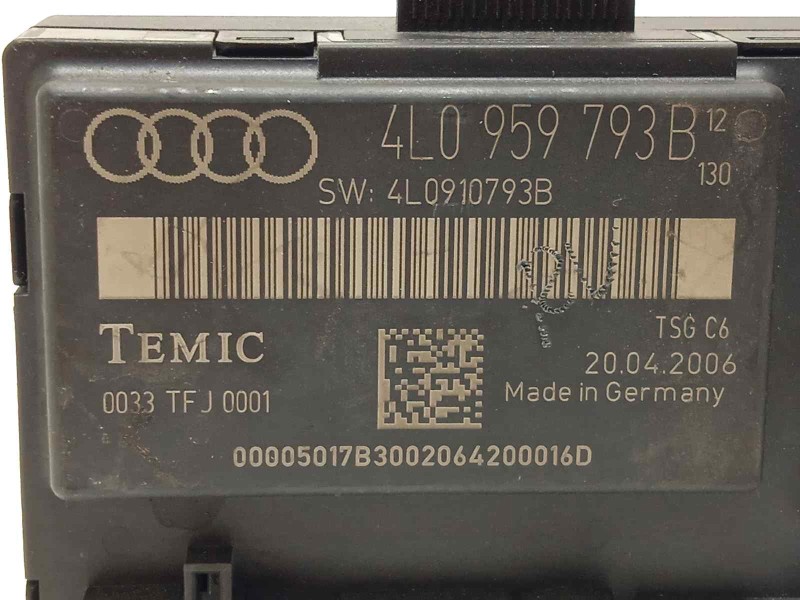 4L0 959 793B 12
130
SW: 4L0910793B
TEMIC
TSG C6
20.04.2006
0033 TFJ 0001
Made in Germany
00005017B3002064200016D